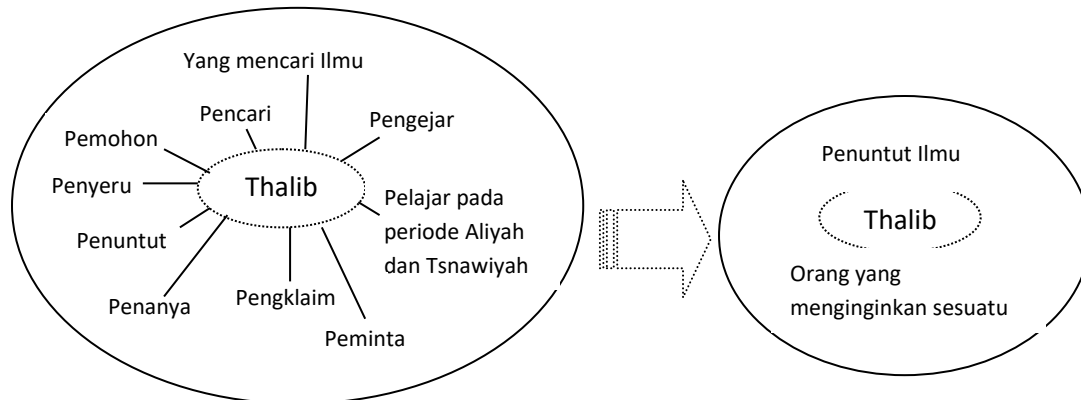 Yang mencari Ilmu
Pencari
Pengejar
Pemohon
Penyeru
Thalib
Pelajar pada
periode Aliyah
dan Tsnawiyah
Penuntut
Penanya
Pengklaim
Peminta
Penuntut Ilmu
Thalib
Orang yang
menginginkan sesuatu